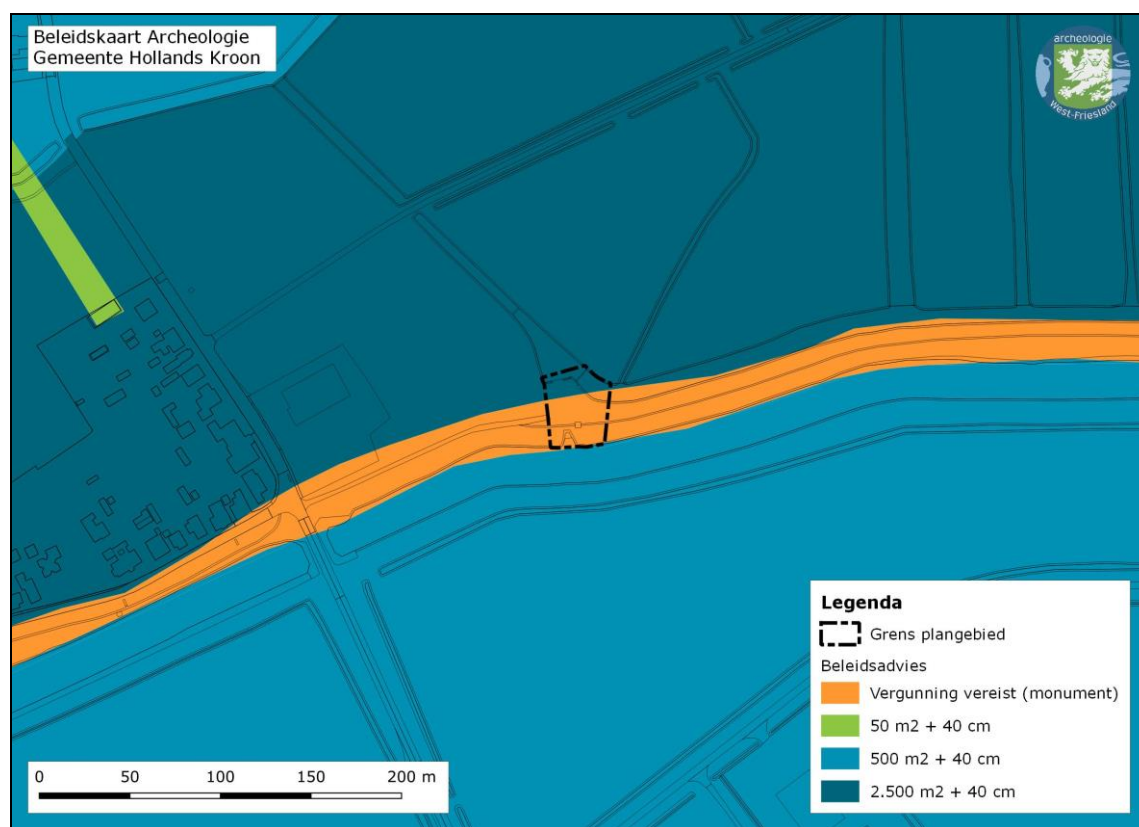 Beleidskaart Archeologie
Gemeente Hollands Kroon
archeologie
West-Friesland
Legenda
Grens plangebied
Beleidsadvies
Vergunning vereist (monument)
50 m2 + 40 cm
500 m2 + 40 cm
2.500 m2 + 40 cm
0 50 100 150 200 m